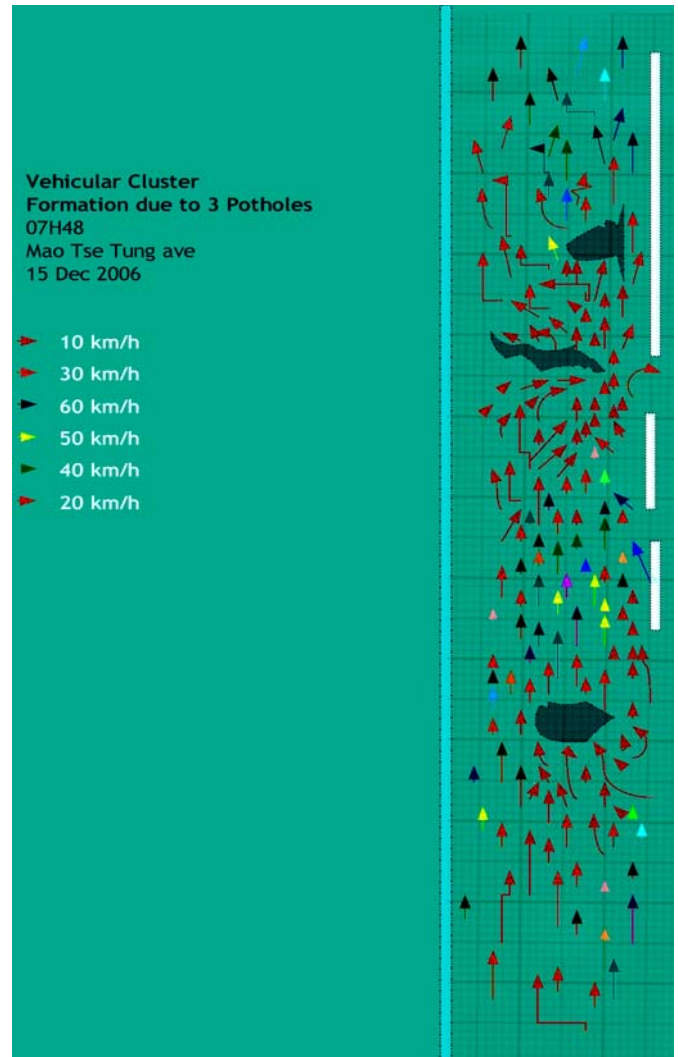 Vehicular Cluster
Formation due to 3 Potholes
07H48
Mao Tse Tung ave
15 Dec 2006
10 km/h
30 km/h
60 km/h
50 km/h
40 km/h
20 km/h